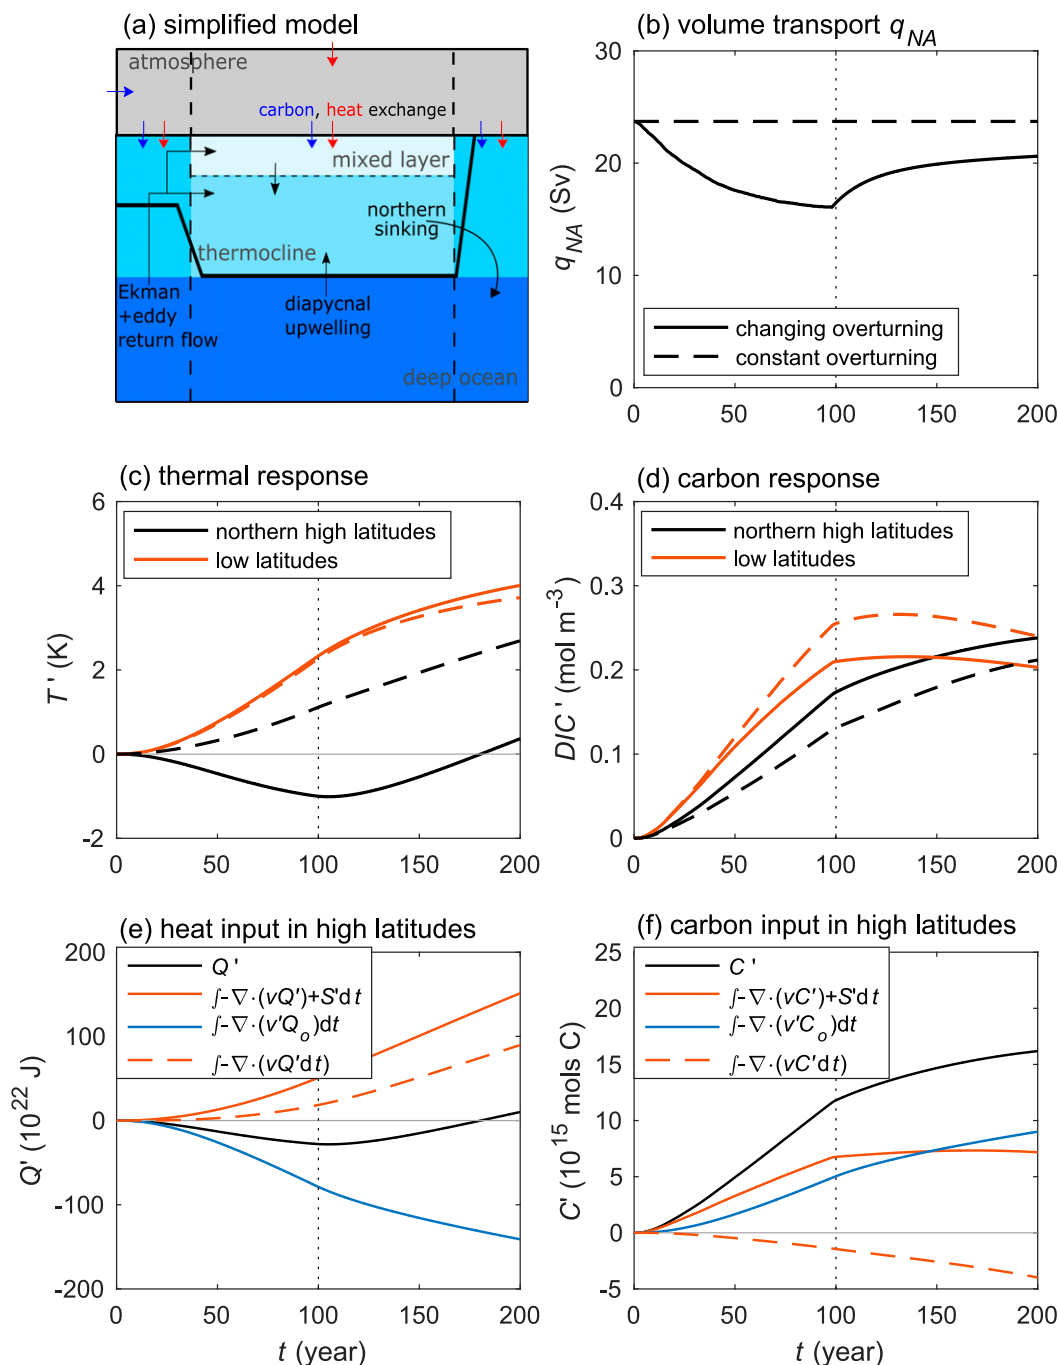 (a) simplified model
atmosphere
carbon, heat exchange
mixed layer
northern
sinking
thermocline
Ekman
+eddy
return flow
diapycnal
upwelling
deep ocean
(b) volume transport q_NA
30
20
10
0
q_NA (Sv)
changing overturning
constant overturning
0 50 100 150 200
(c) thermal response
6
4
2
0
-2
T ' (K)
northern high latitudes
low latitudes
0 50 100 150 200
(d) carbon response
0.4
0.3
0.2
0.1
0
DIC ' (mol m⁻³)
northern high latitudes
low latitudes
0 50 100 150 200
(e) heat input in high latitudes
200
100
0
-100
-200
Q' (10²² J)
Q '
∫-∇·(vQ')+S'dt
∫-∇·(v'Q_o)dt
∫-∇·(vQ'dt)
0 50 100 150 200
t (year)
(f) carbon input in high latitudes
25
20
15
10
5
0
-5
C' (10¹⁵ mols C)
C '
∫-∇·(vC')+S'dt
∫-∇·(v'C_o)dt
∫-∇·(vC'dt)
0 50 100 150 200
t (year)